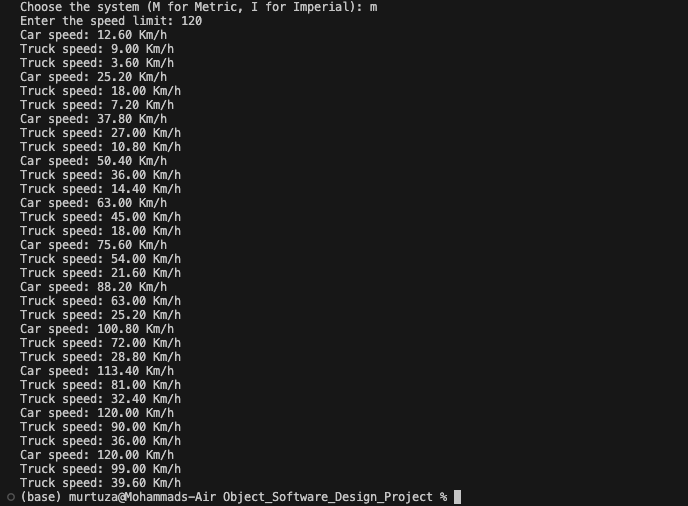 Choose the system (M for Metric, I for Imperial): m
Enter the speed limit: 120
Car speed: 12.60 Km/h
Truck speed: 9.00 Km/h
Truck speed: 3.60 Km/h
Car speed: 25.20 Km/h
Truck speed: 18.00 Km/h
Truck speed: 7.20 Km/h
Car speed: 37.80 Km/h
Truck speed: 27.00 Km/h
Truck speed: 10.80 Km/h
Car speed: 50.40 Km/h
Truck speed: 36.00 Km/h
Truck speed: 14.40 Km/h
Car speed: 63.00 Km/h
Truck speed: 45.00 Km/h
Truck speed: 18.00 Km/h
Car speed: 75.60 Km/h
Truck speed: 54.00 Km/h
Truck speed: 21.60 Km/h
Car speed: 88.20 Km/h
Truck speed: 63.00 Km/h
Truck speed: 25.20 Km/h
Car speed: 100.80 Km/h
Truck speed: 72.00 Km/h
Truck speed: 28.80 Km/h
Car speed: 113.40 Km/h
Truck speed: 81.00 Km/h
Truck speed: 32.40 Km/h
Car speed: 120.00 Km/h
Truck speed: 90.00 Km/h
Truck speed: 36.00 Km/h
Car speed: 120.00 Km/h
Truck speed: 99.00 Km/h
Truck speed: 39.60 Km/h
(base) murtuza@Mohammads-Air Object_Software_Design_Project %